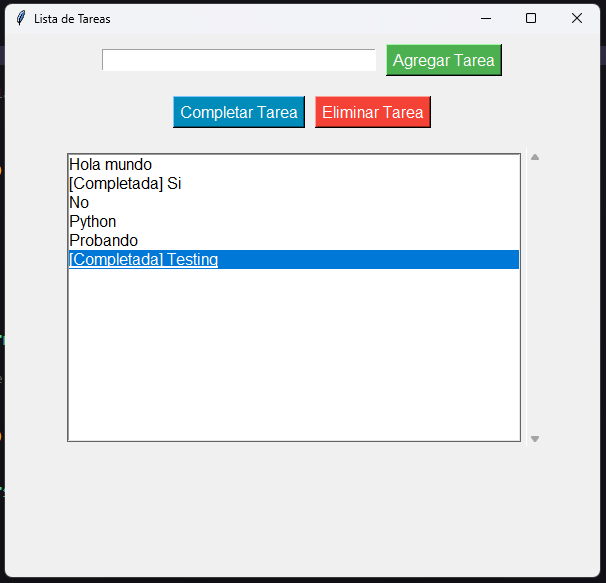 Lista de Tareas
Agregar Tarea
Completar Tarea Eliminar Tarea
Hola mundo
[Completada] Si
No
Python
Probando
[Completada] Testing